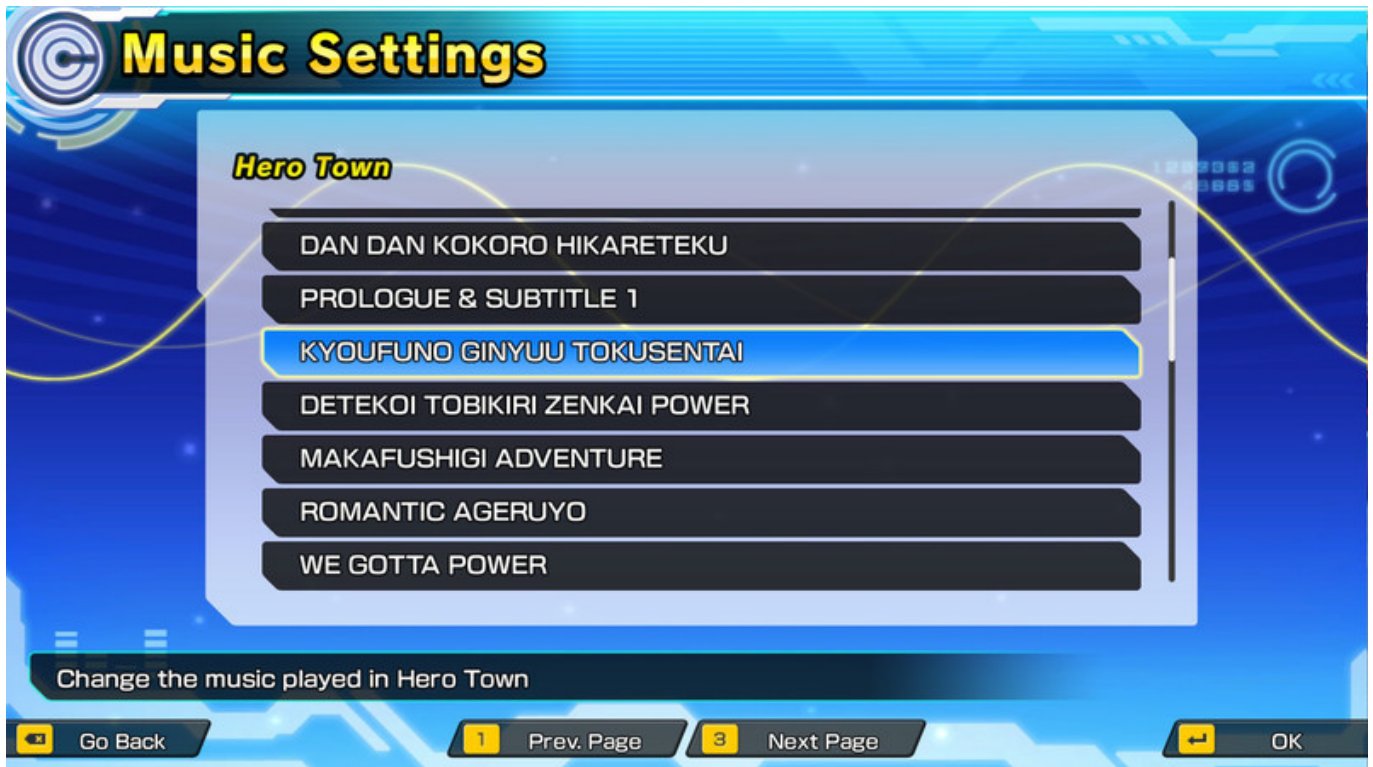 Music Settings
Hero Town
DAN DAN KOKORO HIKARETEKU
PROLOGUE & SUBTITLE 1
KYOUFUNO GINYUU TOKUSENTAI
DETEKOI TOBIKIRI ZENKAI POWER
MAKAFUSHIGI ADVENTURE
ROMANTIC AGERUYO
WE GOTTA POWER
Change the music played in Hero Town
Go Back
1 Prev. Page
3 Next Page
OK